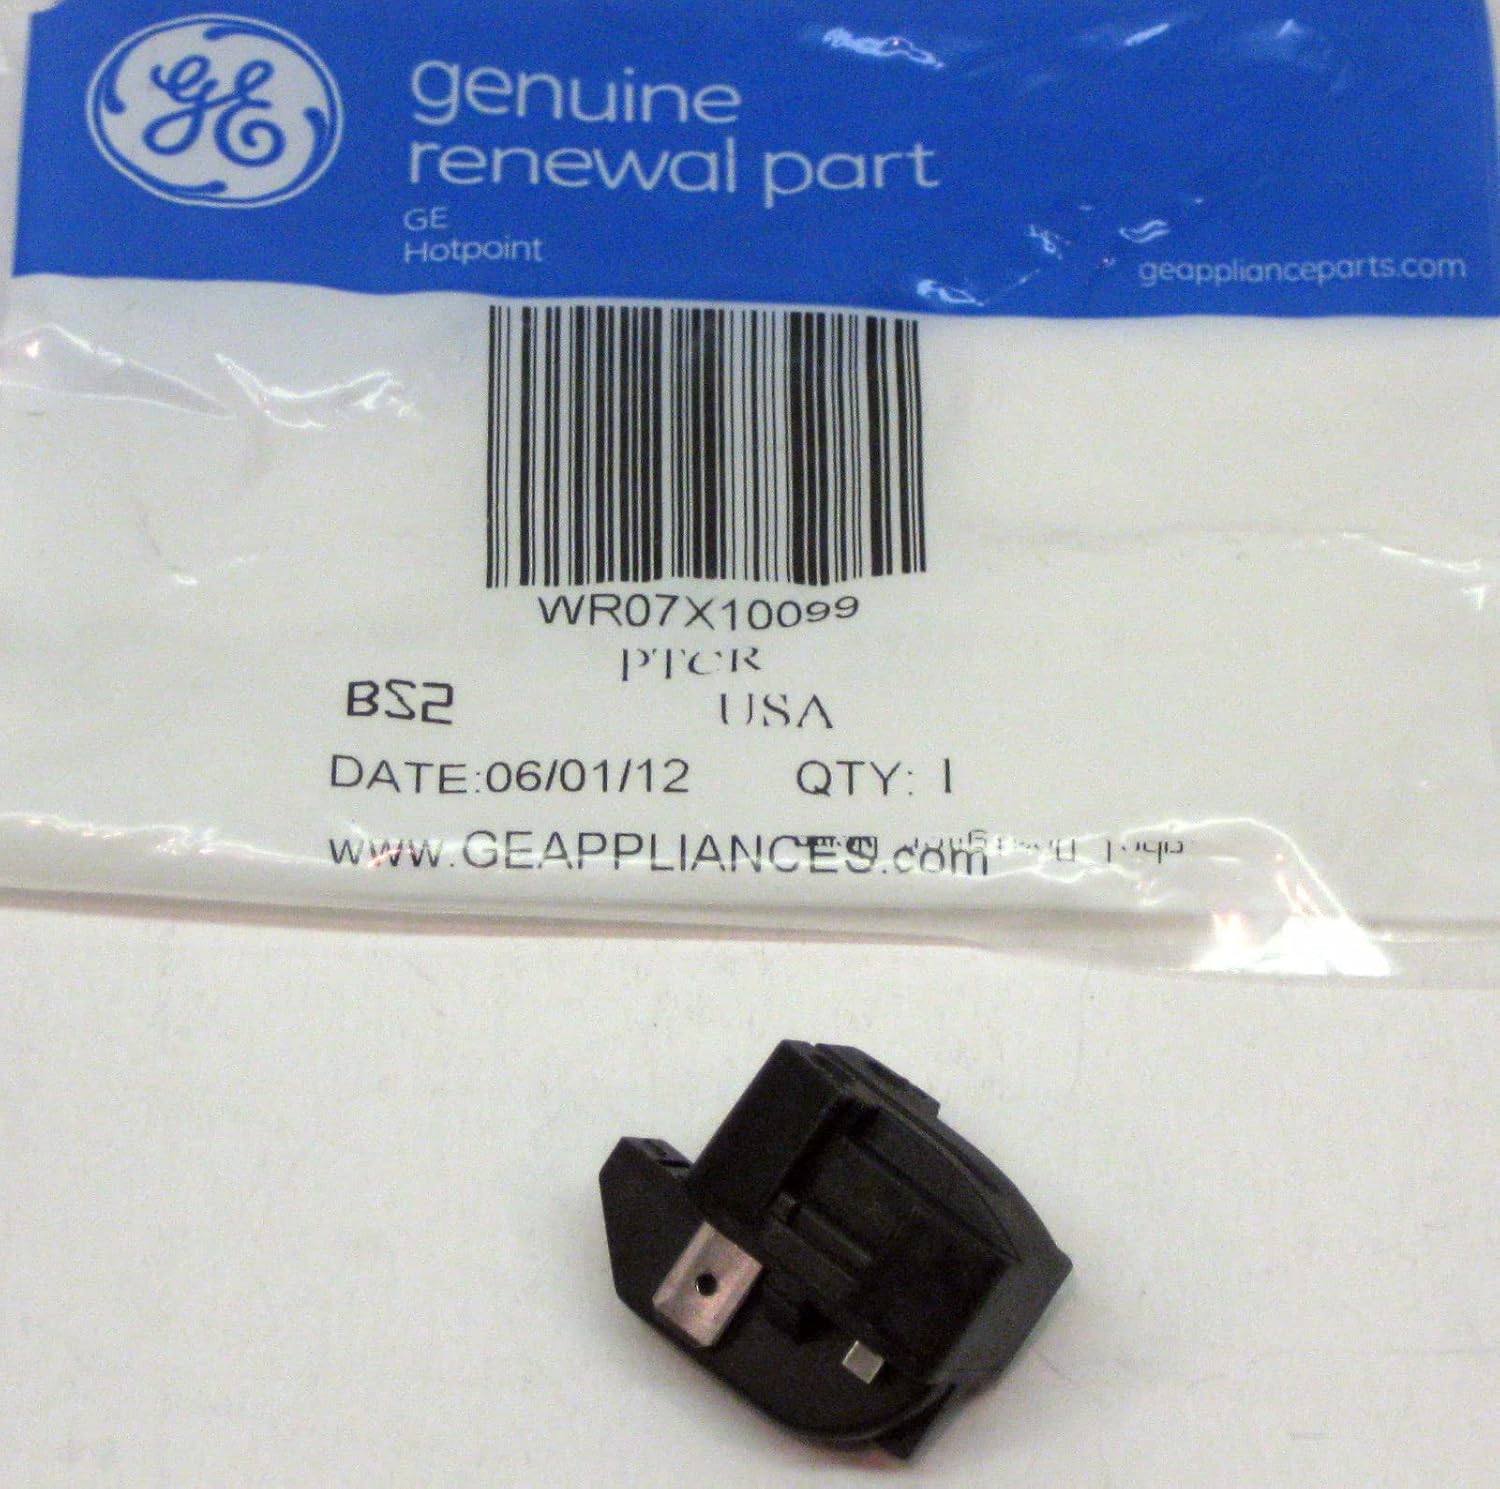 GE
genuine
renewal part
GE
Hotpoint
geapplianceparts.com
WR07X10099
PTCR
BS2 USA
DATE:06/01/12 QTY: 1
www.GEAPPLIANCES.com